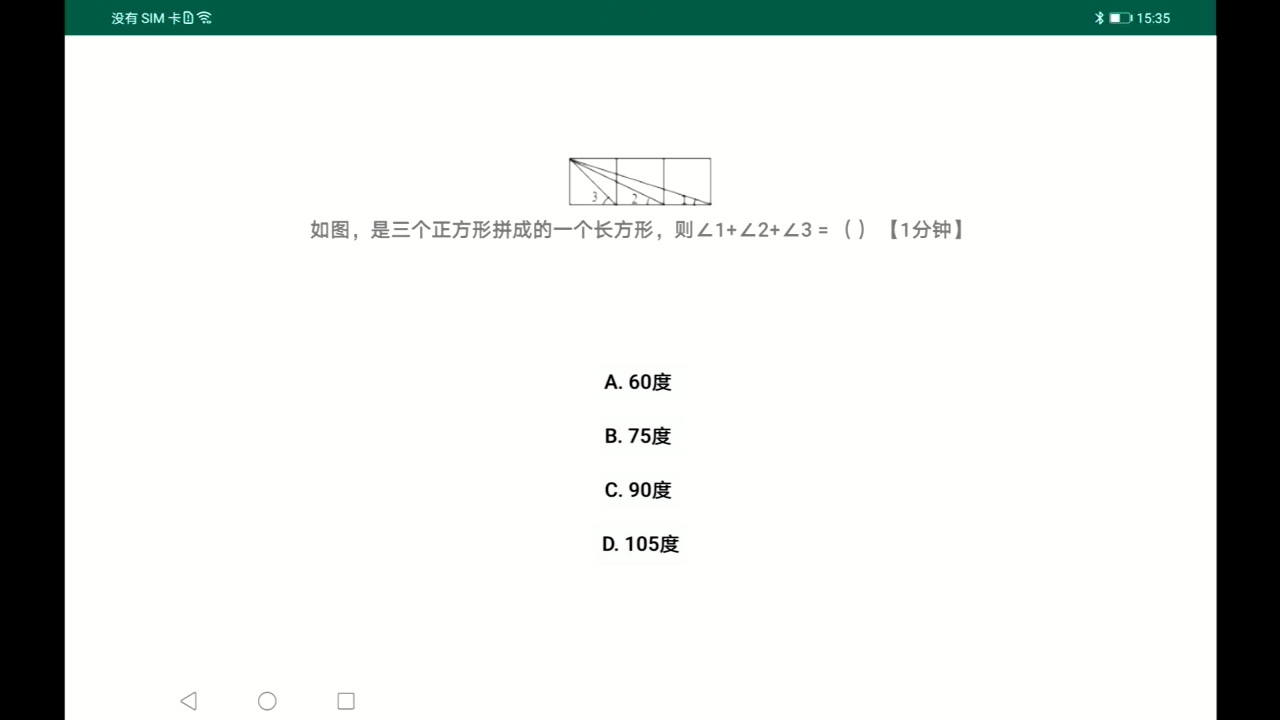 没有 SIM 卡
15:35
3 2 1
如图，是三个正方形拼成的一个长方形，则∠1+∠2+∠3 = （ ）【1分钟】
A. 60度
B. 75度
C. 90度
D. 105度